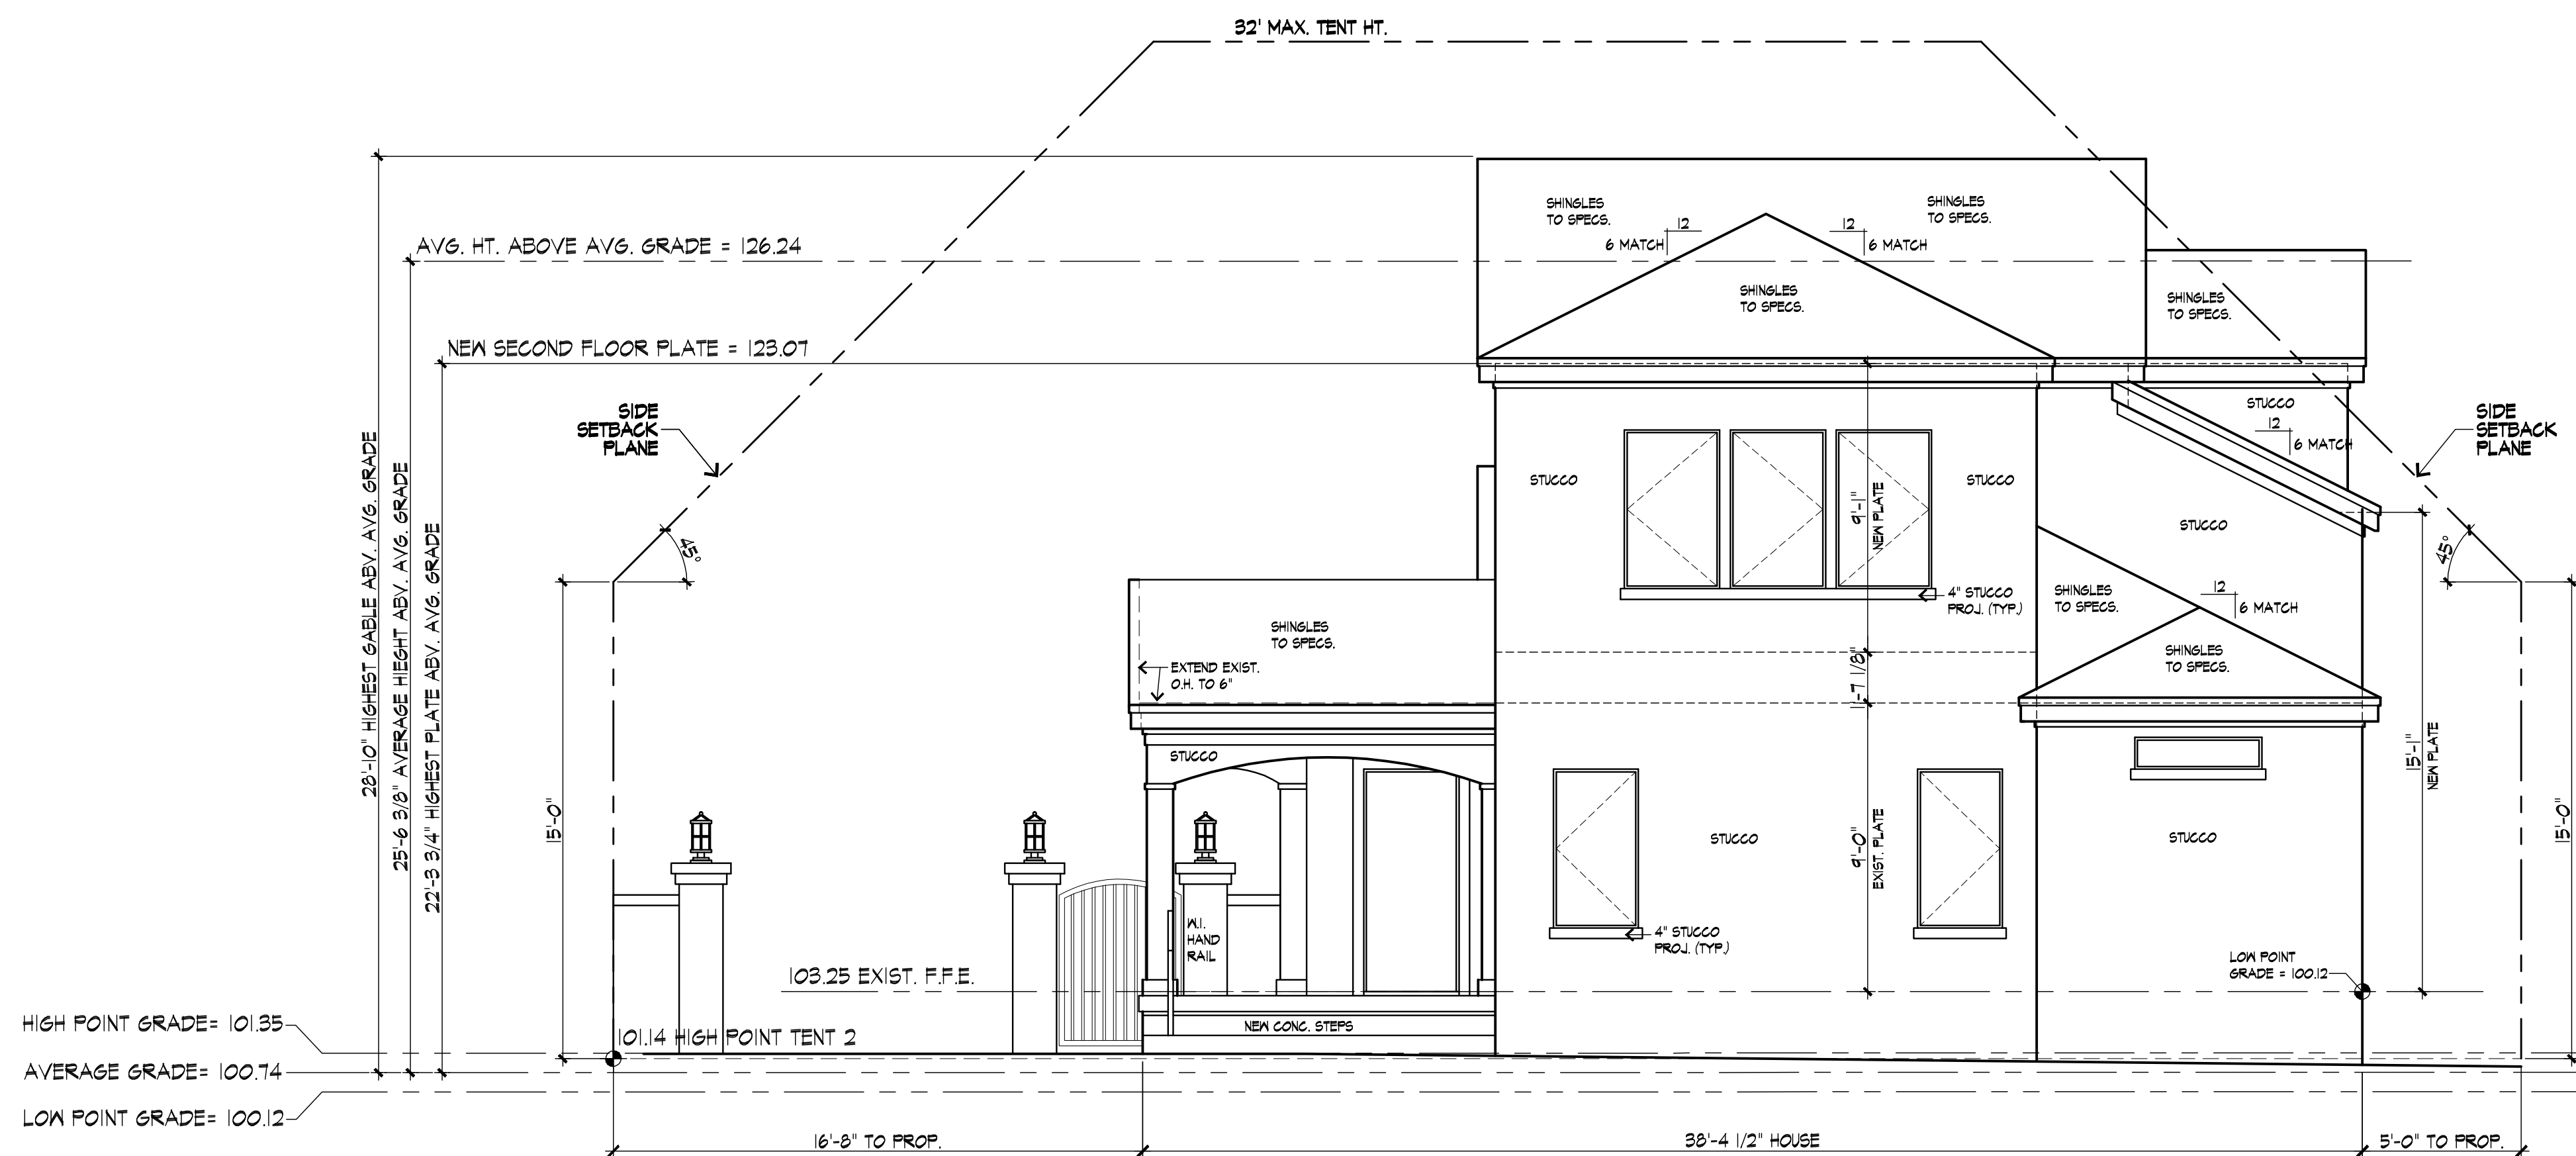 32' MAX. TENT HT.
SHINGLES
TO SPECS.
SHINGLES
TO SPECS.
12
6 MATCH
12
6 MATCH
AVG. HT. ABOVE AVG. GRADE = 126.24
SHINGLES
TO SPECS.
SHINGLES
TO SPECS.
NEW SECOND FLOOR PLATE = 123.07
SIDE
SETBACK
PLANE
STUCCO
12
6 MATCH
SIDE
SETBACK
PLANE
28'-10" HIGHEST GABLE ABV. AVG. GRADE
25'-6 3/8" AVERAGE HIEGHT ABV. AVG. GRADE
22'-3 3/4" HIGHEST PLATE ABV. AVG. GRADE
STUCCO
9'-1"
NEW PLATE
STUCCO
STUCCO
45°
45°
4" STUCCO
PROJ. (TYP.)
SHINGLES
TO SPECS.
12
6 MATCH
SHINGLES
TO SPECS.
EXTEND EXIST.
O.H. TO 6"
1'-7 1/8"
SHINGLES
TO SPECS.
STUCCO
15'-0"
9'-0"
EXIST. PLATE
STUCCO
STUCCO
15'-1"
NEW PLATE
15'-0"
W.I.
HAND
RAIL
4" STUCCO
PROJ. (TYP.)
LOW POINT
GRADE = 100.12
103.25 EXIST. F.F.E.
HIGH POINT GRADE= 101.35
101.14 HIGH POINT TENT 2
NEW CONC. STEPS
AVERAGE GRADE= 100.74
LOW POINT GRADE= 100.12
16'-8" TO PROP.
38'-4 1/2" HOUSE
5'-0" TO PROP.